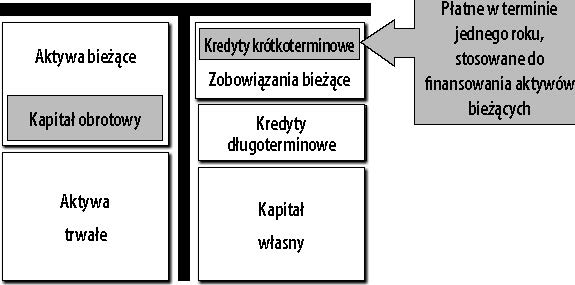 Aktywa bieżące
Kapitał obrotowy
Aktywa
trwałe
Kredyty krótkoterminowe
Zobowiązania bieżące
Kredyty
długoterminowe
Kapitał
własny
Płatne w terminie
jednego roku,
stosowane do
finansowania aktywów
bieżących